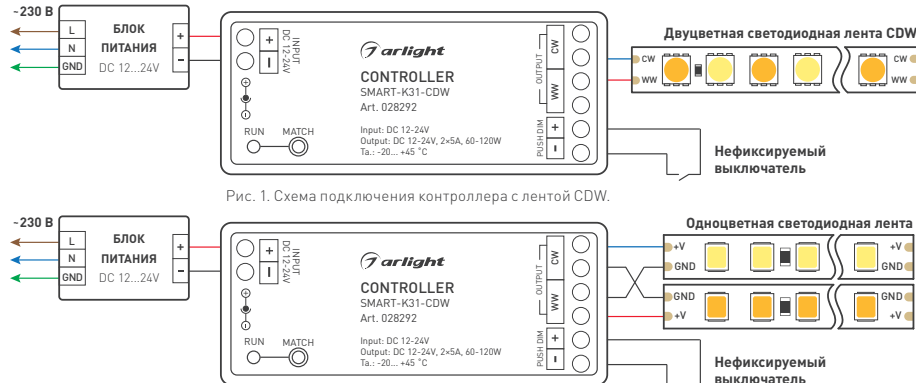 ~230 В
L
N
GND
БЛОК
ПИТАНИЯ
DC 12...24V
+
−
+
−
INPUT
DC 12-24V
RUN
MATCH
arlight
CONTROLLER
SMART-K31-CDW
Art. 028292
Input: DC 12-24V
Output: DC 12-24V, 2×5A, 60-120W
Ta.: -20... +45 °C
OUTPUT
CW
WW
PUSH DIM
+
−
Двуцветная светодиодная лента CDW
CW
WW
CW
WW
Нефиксируемый
выключатель
Рис. 1. Схема подключения контроллера с лентой CDW.
~230 В
L
N
GND
БЛОК
ПИТАНИЯ
DC 12...24V
+
−
+
−
INPUT
DC 12-24V
RUN
MATCH
arlight
CONTROLLER
SMART-K31-CDW
Art. 028292
Input: DC 12-24V
Output: DC 12-24V, 2×5A, 60-120W
Ta.: -20... +45 °C
OUTPUT
CW
WW
PUSH DIM
+
−
Одноцветная светодиодная лента
+V
GND
+V
GND
GND
+V
GND
+V
Нефиксируемый
выключатель